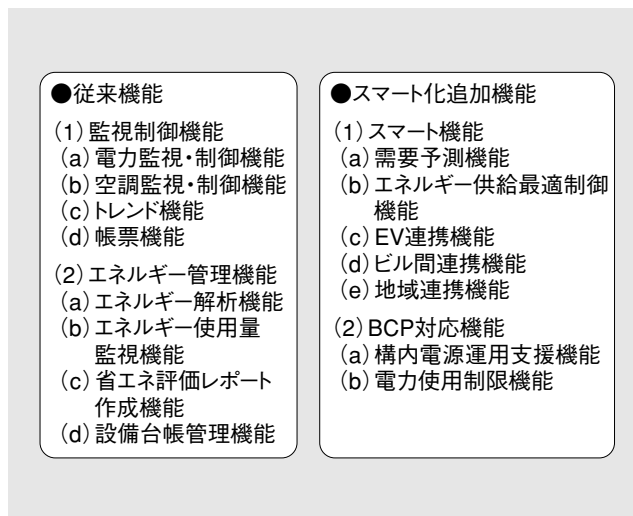 ●従来機能
(1)監視制御機能
(a)電力監視・制御機能
(b)空調監視・制御機能
(c)トレンド機能
(d)帳票機能
(2)エネルギー管理機能
(a)エネルギー解析機能
(b)エネルギー使用量
監視機能
(c)省エネ評価レポート
作成機能
(d)設備台帳管理機能
●スマート化追加機能
(1)スマート機能
(a)需要予測機能
(b)エネルギー供給最適制御
機能
(c)EV連携機能
(d)ビル間連携機能
(e)地域連携機能
(2)BCP対応機能
(a)構内電源運用支援機能
(b)電力使用制限機能